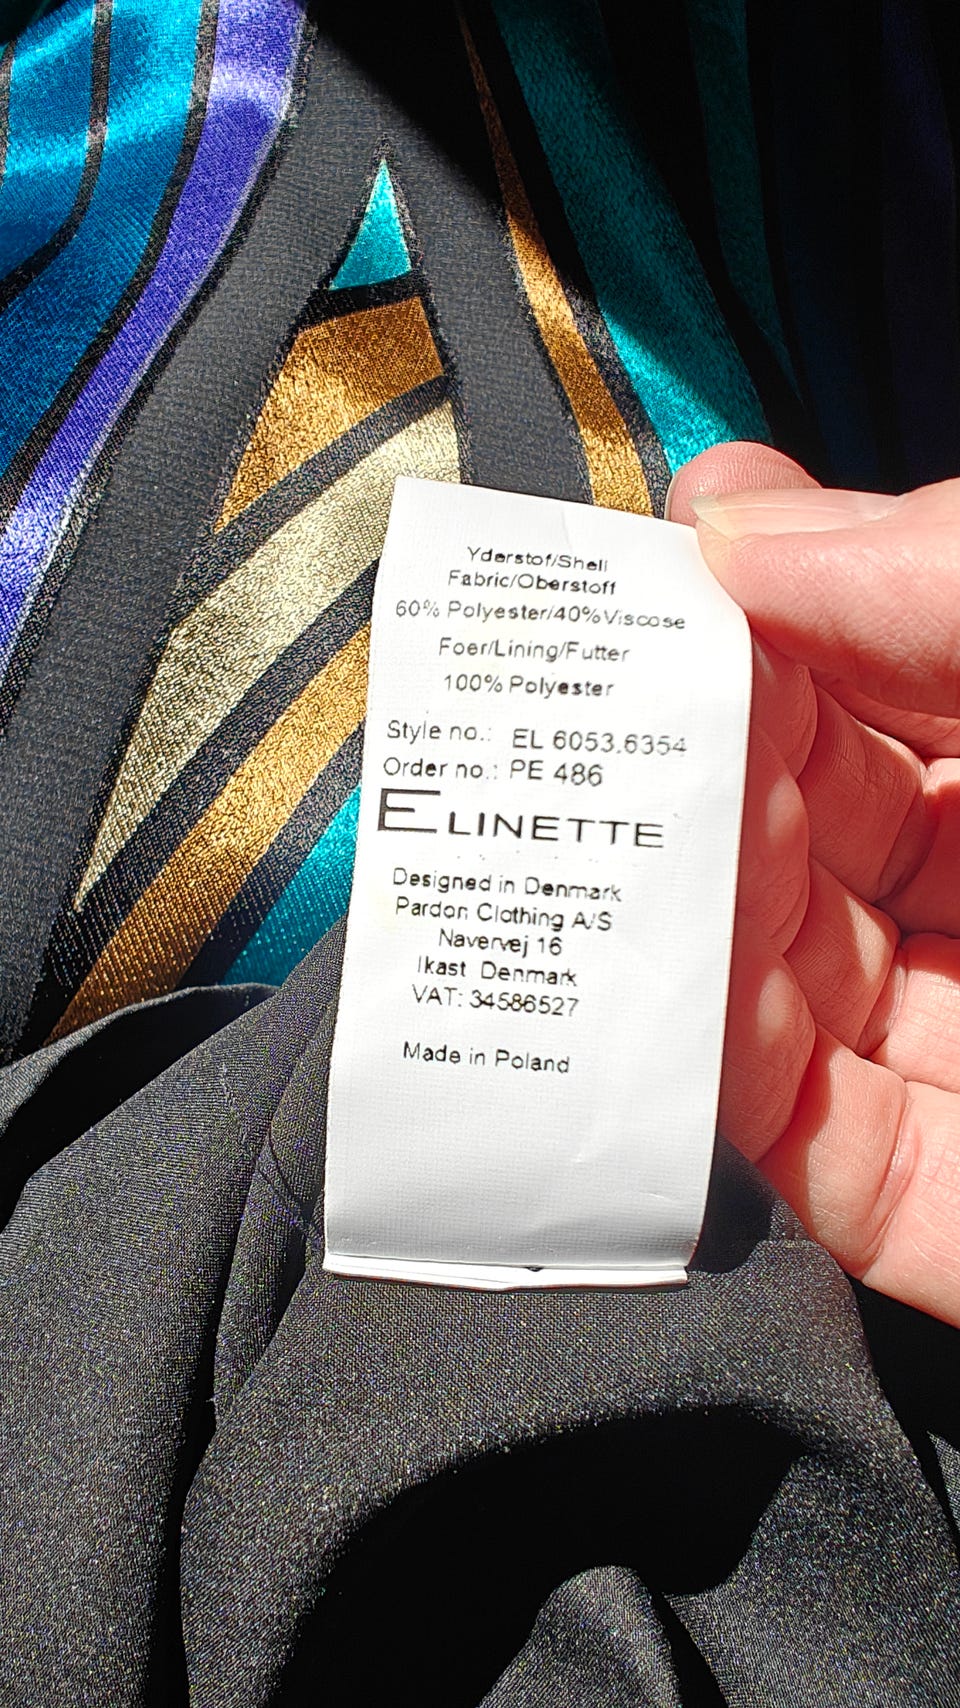 Yderstof/Shell
Fabric/Oberstoff
60% Polyester/40%Viscose
Foer/Lining/Futter
100% Polyester
Style no.: EL 6053.6354
Order no.: PE 486
ELINETTE
Designed in Denmark
Pardon Clothing A/S
Navervej 16
Ikast Denmark
VAT: 34586527
Made in Poland